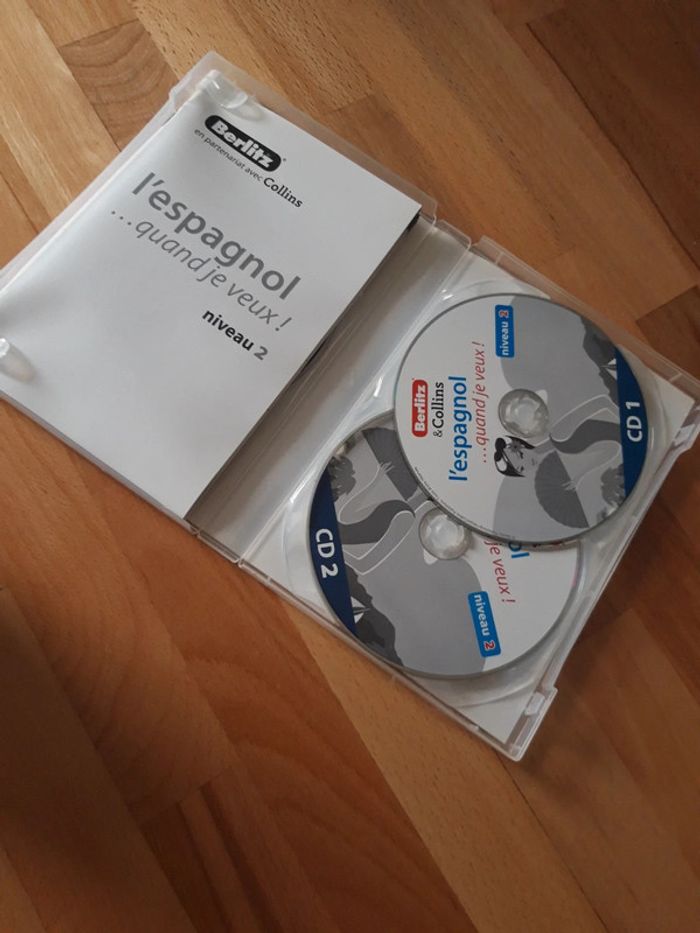 Berlitz®
en partenariat avec Collins
l'espagnol
...quand je veux !
niveau 2
Berlitz
& Collins
l'espagnol
...quand je veux !
niveau 2
CD 1
CD 2
ol
je veux !
niveau 2